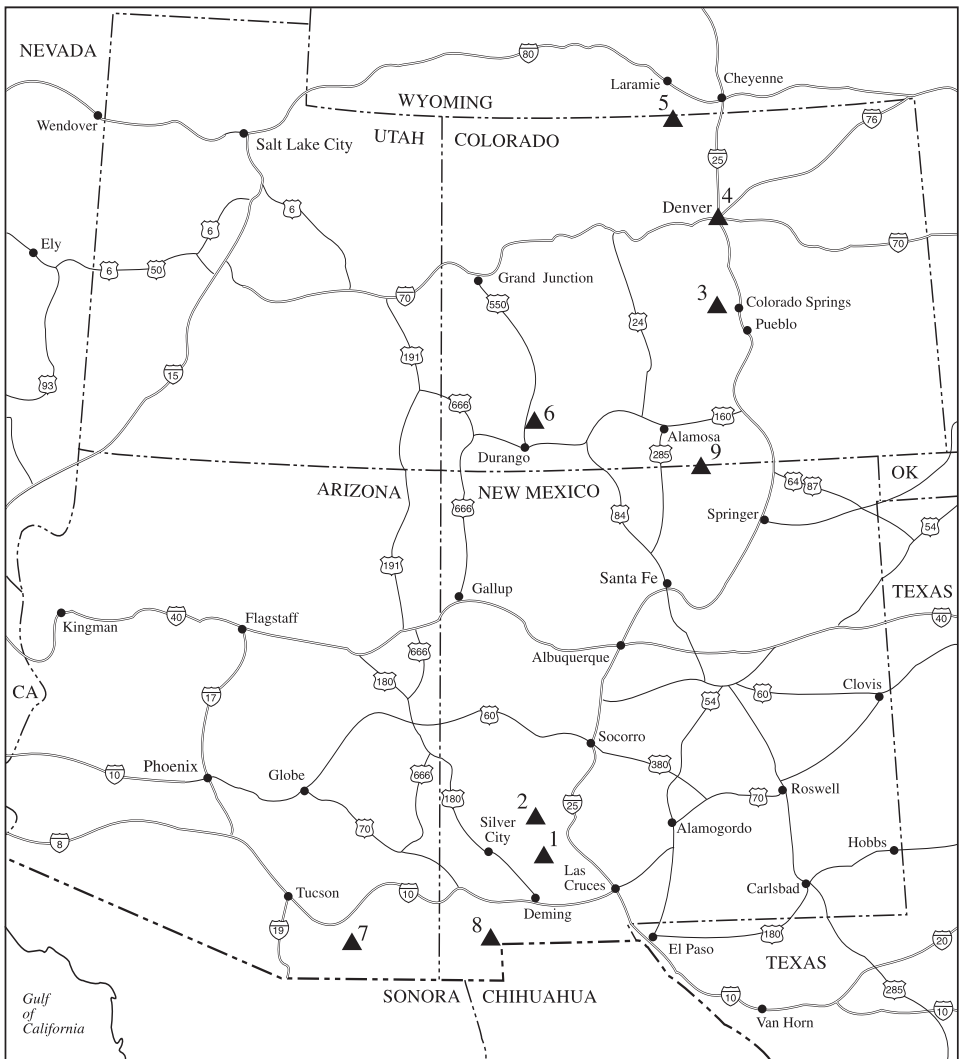 NEVADA
80
Laramie
Cheyenne
WYOMING
5
Wendover
76
UTAH
COLORADO
Salt Lake City
25
6
4
Denver
6
Ely
70
6
50
Grand Junction
3
70
550
Colorado Springs
24
Pueblo
191
15
93
666
6
160
Alamosa
Durango
285
9
ARIZONA
NEW MEXICO
OK
64
87
666
84
Springer
54
191
Santa Fe
Gallup
TEXAS
Kingman
40
Flagstaff
40
666
Albuquerque
180
CA
17
54
60
Clovis
60
Socorro
Phoenix
10
Globe
666
380
180
70
Roswell
2
25
Silver
City
70
1
Alamogordo
8
Hobbs
Las
Cruces
Carlsbad
Tucson
10
Deming
19
7
8
El Paso
180
20
TEXAS
SONORA
CHIHUAHUA
285
Gulf
of
California
10
10
Van Horn